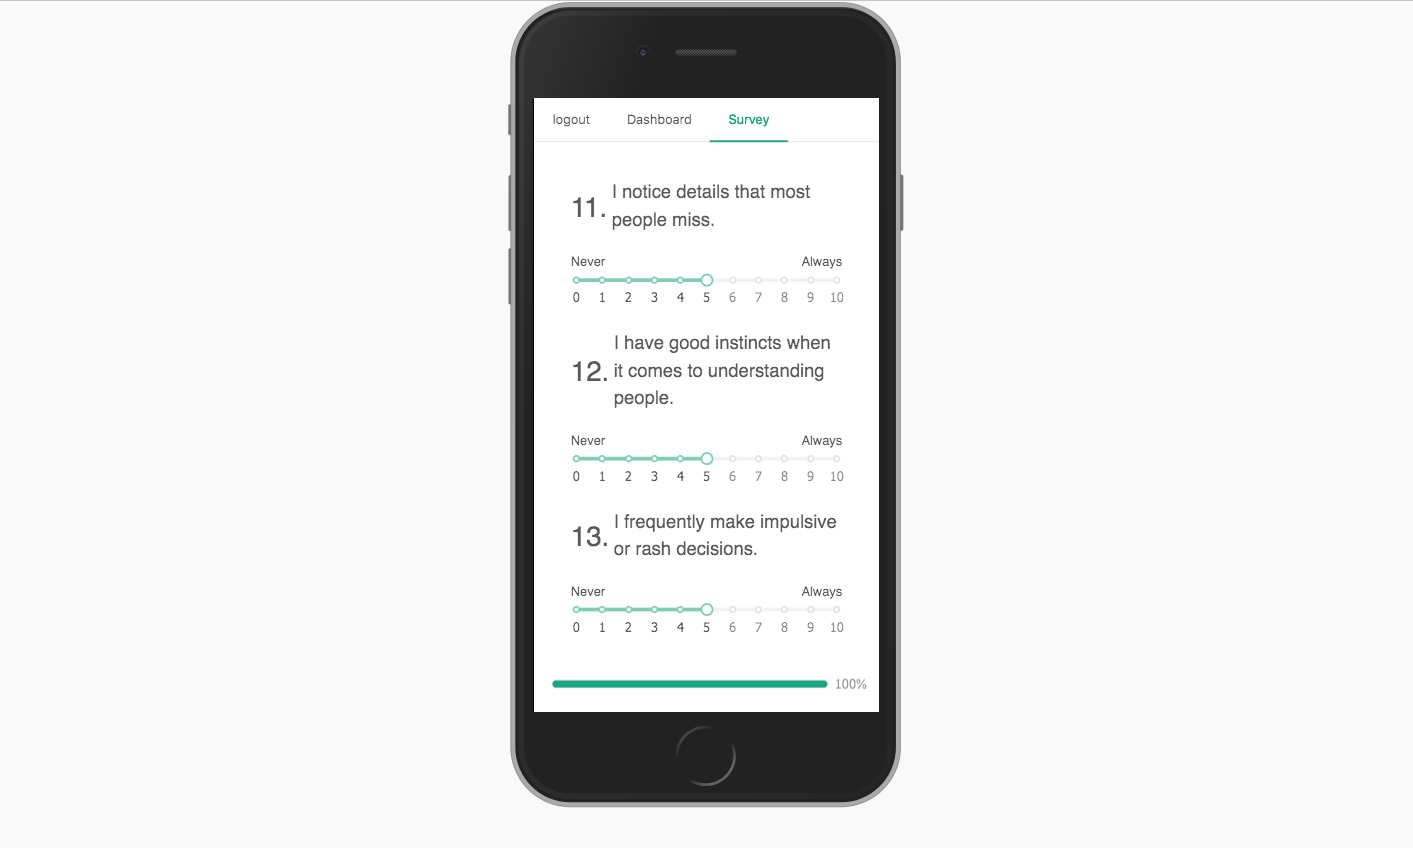 logout Dashboard Survey
11. I notice details that most
people miss.
Never Always
0 1 2 3 4 5 6 7 8 9 10
I have good instincts when
12. it comes to understanding
people.
Never Always
0 1 2 3 4 5 6 7 8 9 10
13. I frequently make impulsive
or rash decisions.
Never Always
0 1 2 3 4 5 6 7 8 9 10
100%